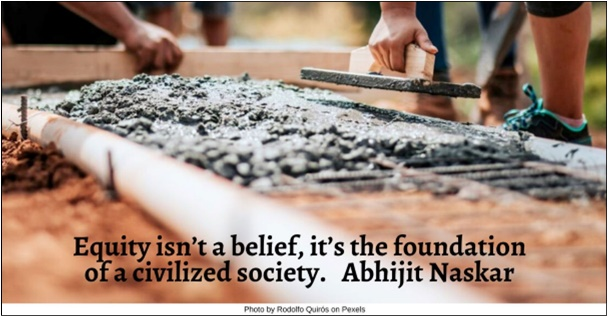 Equity isn’t a belief, it’s the foundation
of a civilized society.   Abhijit Naskar
Photo by Rodolfo Quirós on Pexels